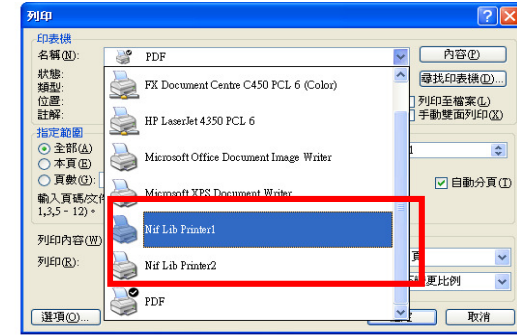 列印
印表機
名稱(N): PDF 內容(P)
狀態: 尋找印表機(D)...
類型:
位置: 列印至檔案(L)
註解: 手動雙面列印(X)
FX Document Centre C450 PCL 6 (Color)
HP LaserJet 4350 PCL 6
Microsoft Office Document Image Writer
Microsoft XPS Document Writer
Nif Lib Printer1
Nif Lib Printer2
PDF
指定範圍
全部(A)
本頁(E)
頁數(G):
輸入頁碼/文件
1,3,5 - 12)。
1
自動分頁(T)
列印內容(W)
列印(R):
頁
變更比例
選項(O)... 取消